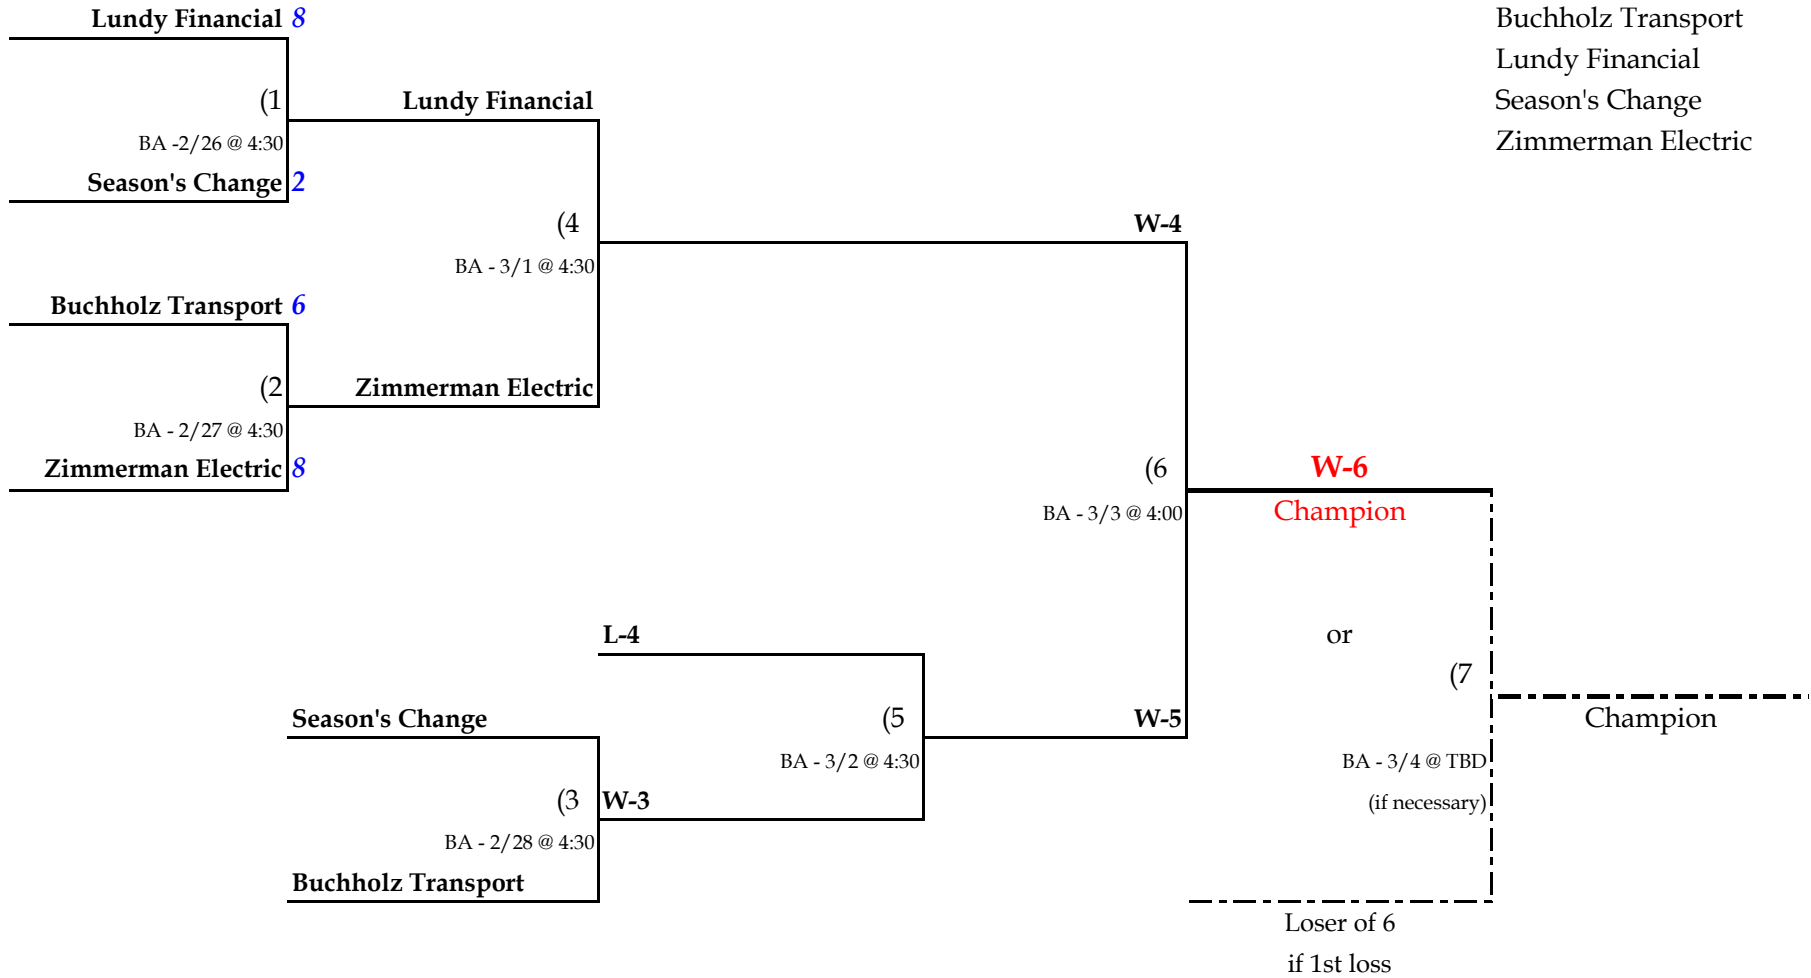 Lundy Financial 8
(1
BA -2/26 @ 4:30
Season's Change 2
Lundy Financial
(4
BA - 3/1 @ 4:30
Buchholz Transport 6
(2
BA - 2/27 @ 4:30
Zimmerman Electric 8
Zimmerman Electric
W-4
(6
BA - 3/3 @ 4:00
W-6
Champion
or
(7
BA - 3/4 @ TBD
(if necessary)
Champion
L-4
(5
BA - 3/2 @ 4:30
W-5
Season's Change
(3
BA - 2/28 @ 4:30
W-3
Buchholz Transport
Loser of 6
if 1st loss
Buchholz Transport
Lundy Financial
Season's Change
Zimmerman Electric